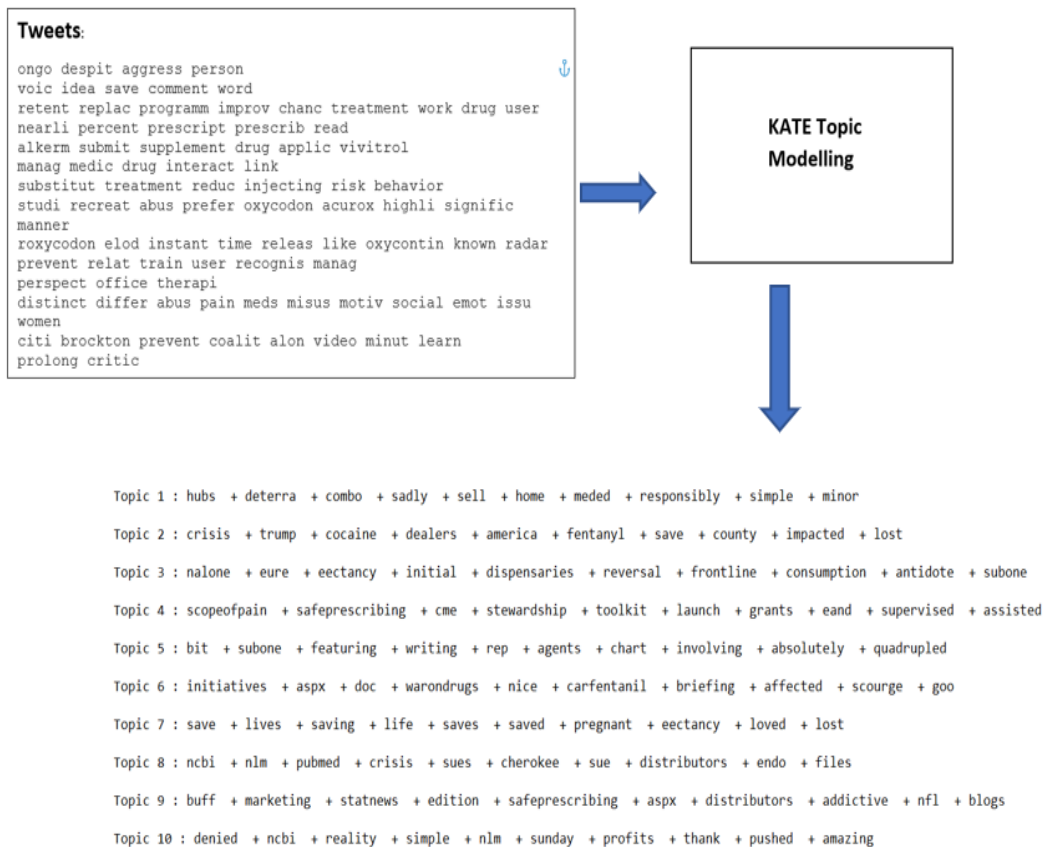 Tweets:
ongo despit aggress person
voic idea save comment word
retent replac programm improv chanc treatment work drug user
nearli percent prescript prescrib read
alkerm submit supplement drug applic vivitrol
manag medic drug interact link
substitut treatment reduc injecting risk behavior
studi recreat abus prefer oxycodon acurox highli signific
manner
roxycodon elod instant time releas like oxycontin known radar
prevent relat train user recognis manag
perspect office therapi
distinct differ abus pain meds misus motiv social emot issu
women
citi brockton prevent coalit alon video minut learn
prolong critic
KATE Topic
Modelling
Topic 1 : hubs + deterra + combo + sadly + sell + home + meded + responsibly + simple + minor
Topic 2 : crisis + trump + cocaine + dealers + america + fentanyl + save + county + impacted + lost
Topic 3 : nalone + eure + eectancy + initial + dispensaries + reversal + frontline + consumption + antidote + subone
Topic 4 : scopeofpain + safeprescribing + cme + stewardship + toolkit + launch + grants + eand + supervised + assisted
Topic 5 : bit + subone + featuring + writing + rep + agents + chart + involving + absolutely + quadrupled
Topic 6 : initiatives + aspx + doc + warondrugs + nice + carfentanil + briefing + affected + scourge + goo
Topic 7 : save + lives + saving + life + saves + saved + pregnant + eectancy + loved + lost
Topic 8 : ncbi + nlm + pubmed + crisis + sues + cherokee + sue + distributors + endo + files
Topic 9 : buff + marketing + statnews + edition + safeprescribing + aspx + distributors + addictive + nfl + blogs
Topic 10 : denied + ncbi + reality + simple + nlm + sunday + profits + thank + pushed + amazing